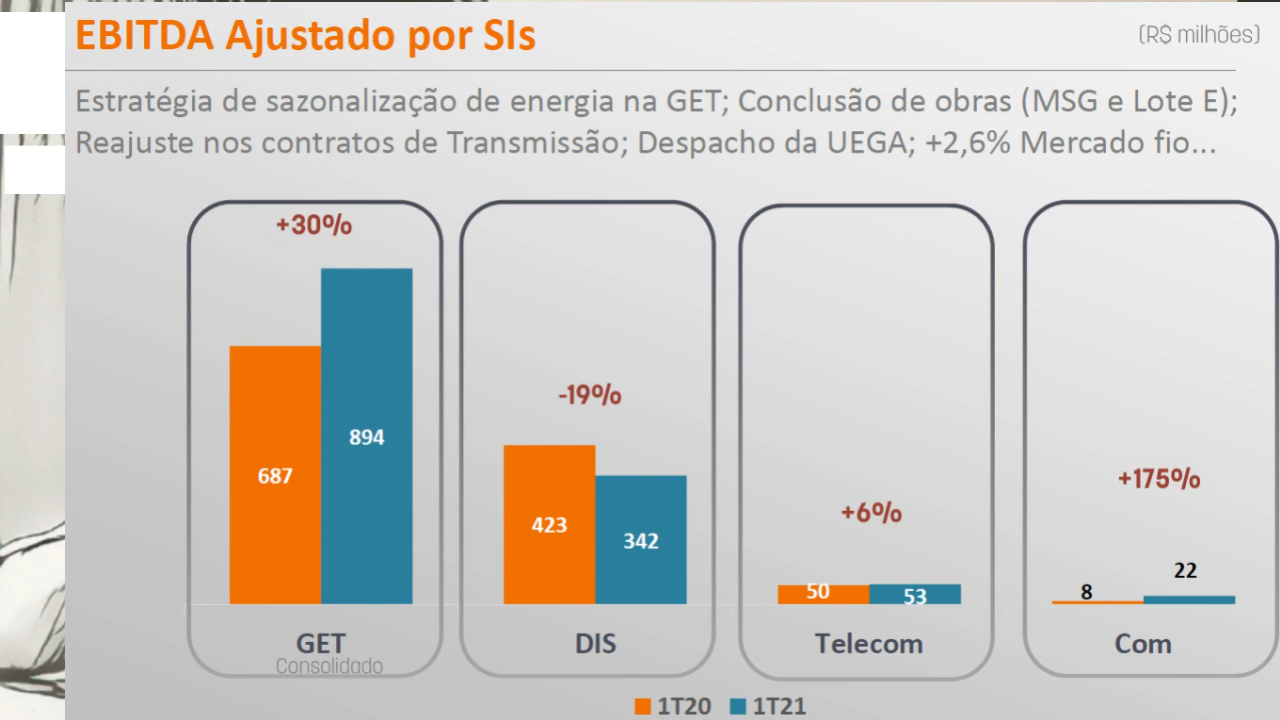 EBITDA Ajustado por SIs
(R$ milhões)
Estratégia de sazonalização de energia na GET; Conclusão de obras (MSG e Lote E);
Reajuste nos contratos de Transmissão; Despacho da UEGA; +2,6% Mercado fio...
+30%
687
894
GET
Consolidado
-19%
423
342
DIS
+6%
50
53
Telecom
+175%
8
22
Com
1T20
1T21